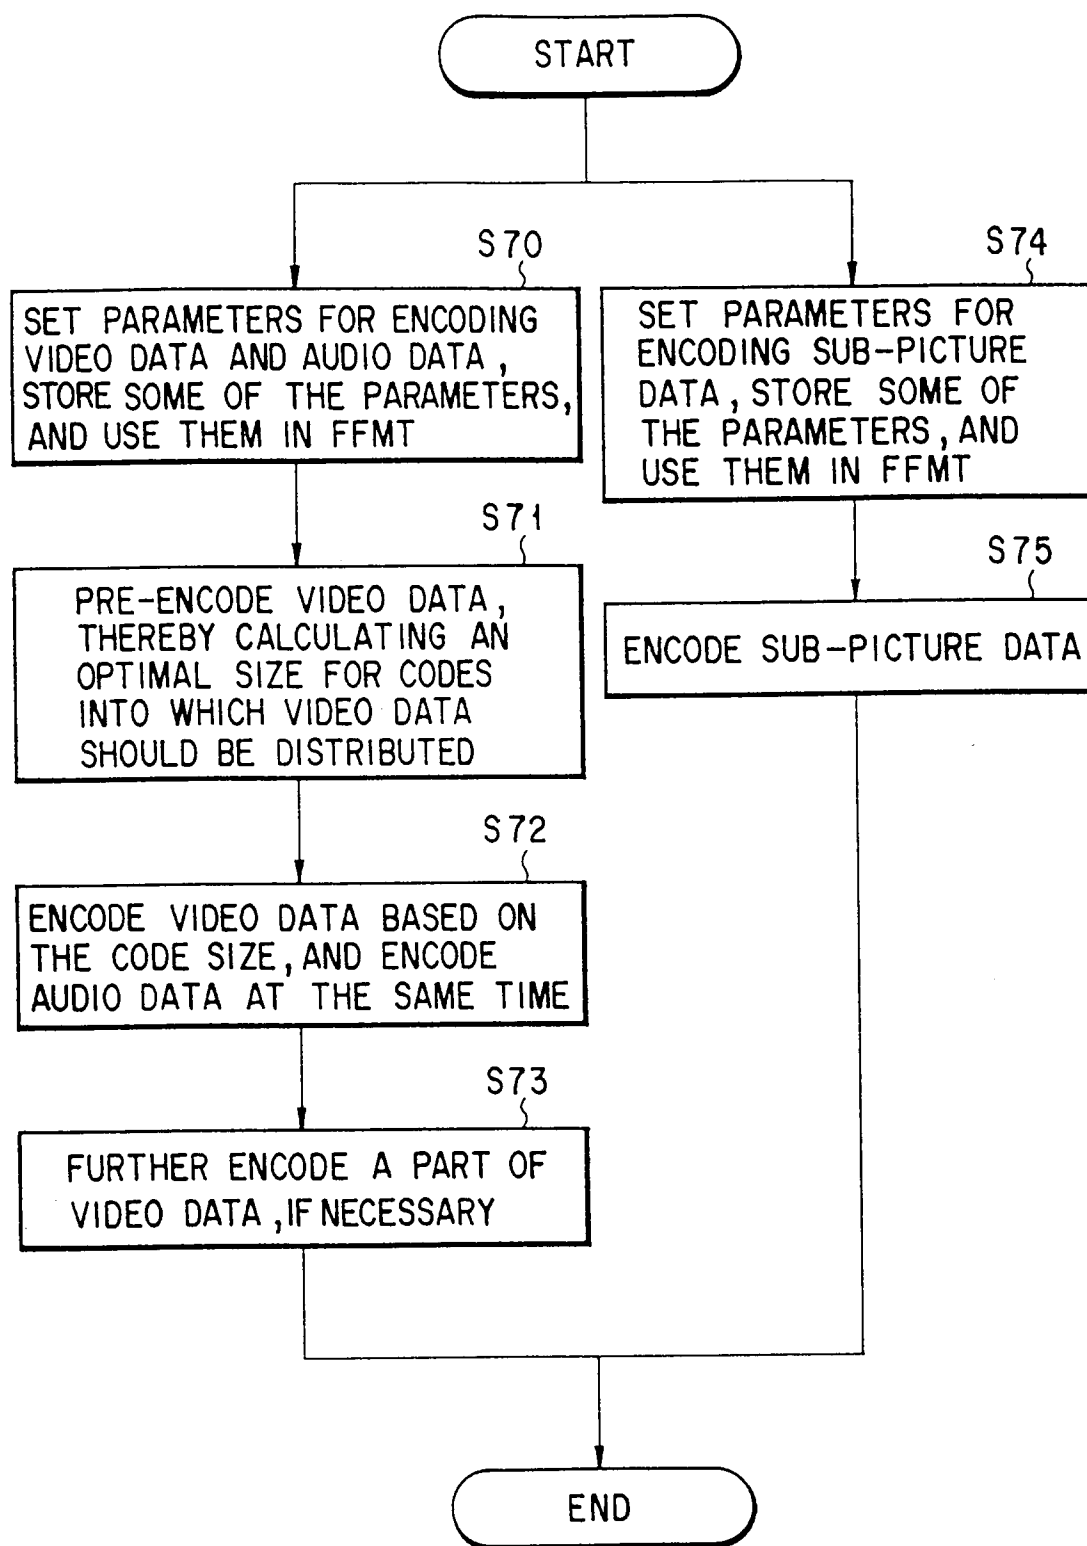 START
S70
SET PARAMETERS FOR ENCODING
VIDEO DATA AND AUDIO DATA,
STORE SOME OF THE PARAMETERS,
AND USE THEM IN FFMT
S71
PRE-ENCODE VIDEO DATA,
THEREBY CALCULATING AN
OPTIMAL SIZE FOR CODES
INTO WHICH VIDEO DATA
SHOULD BE DISTRIBUTED
S72
ENCODE VIDEO DATA BASED ON
THE CODE SIZE, AND ENCODE
AUDIO DATA AT THE SAME TIME
S73
FURTHER ENCODE A PART OF
VIDEO DATA, IF NECESSARY
S74
SET PARAMETERS FOR
ENCODING SUB-PICTURE
DATA, STORE SOME OF
THE PARAMETERS, AND
USE THEM IN FFMT
S75
ENCODE SUB-PICTURE DATA
END